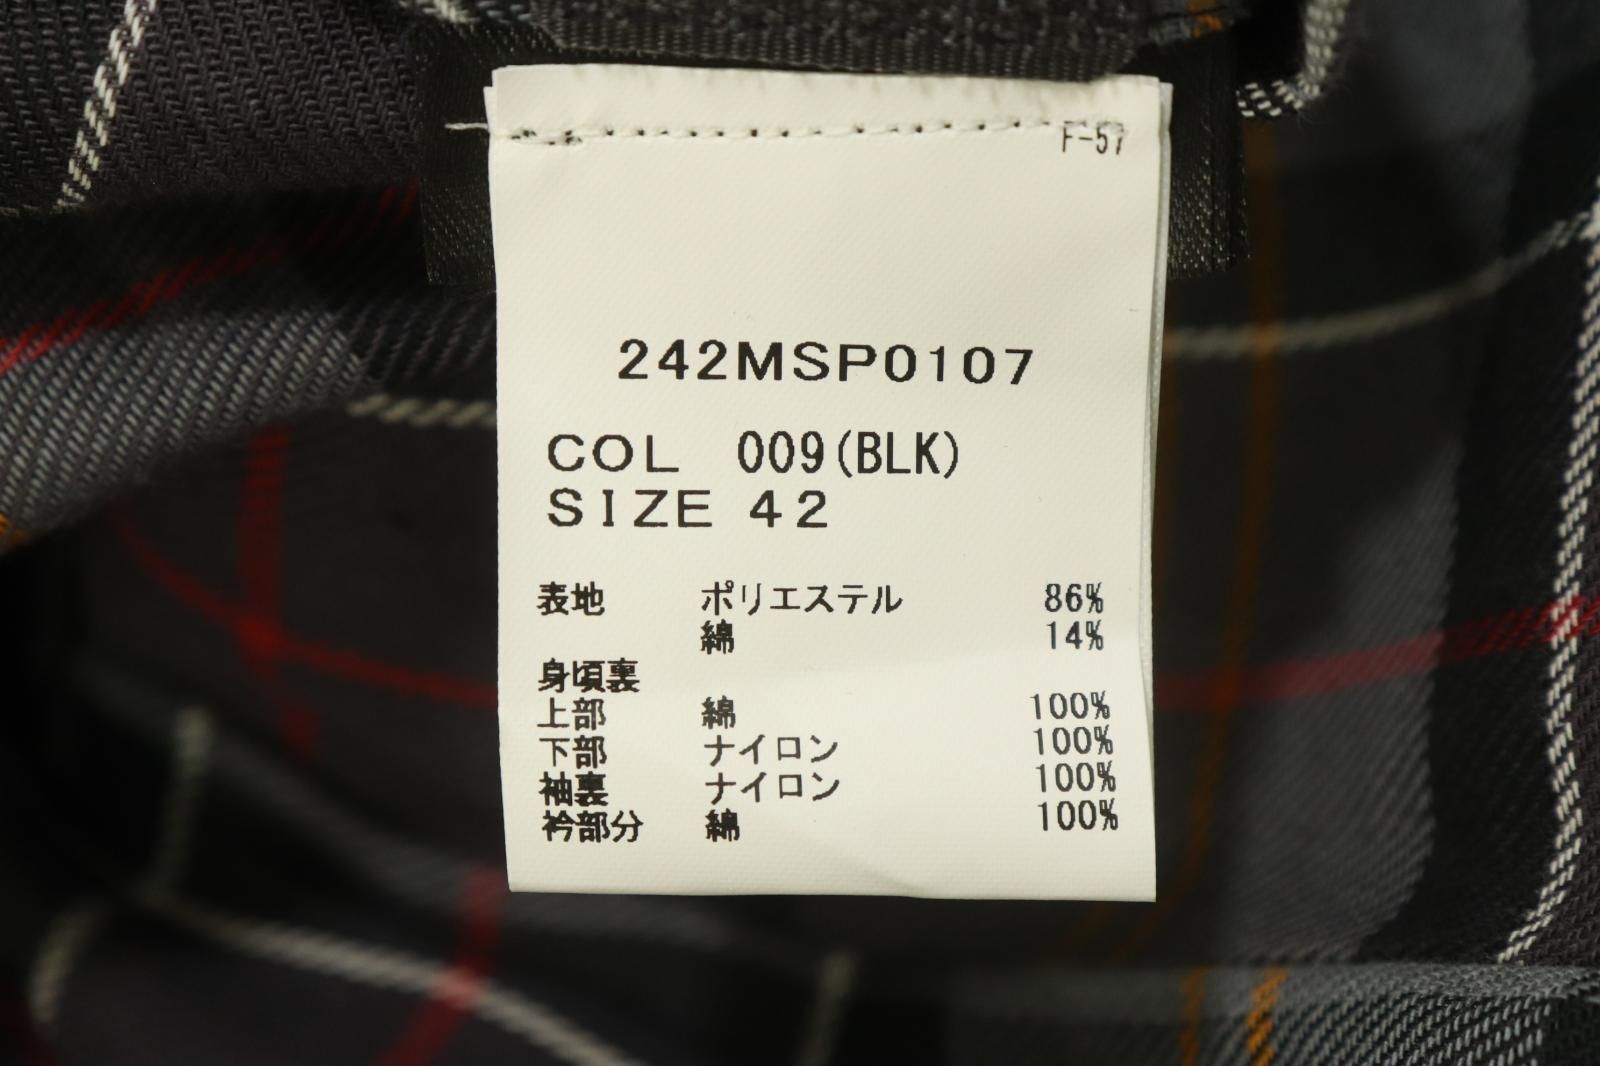 F-57
242MSP0107
COL 009(BLK)
SIZE 42
表地 ポリエステル 86%
綿 14%
身頃裏
上部 綿 100%
下部 ナイロン 100%
袖裏 ナイロン 100%
衿部分 綿 100%